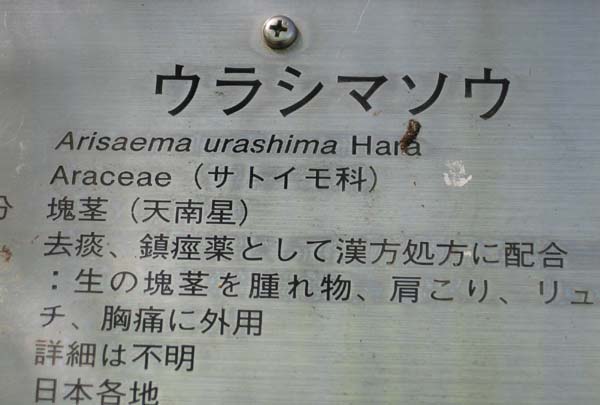 ウラシマソウ
Arisaema urashima Hara
Araceae（サトイモ科）
分 塊茎（天南星）
去痰、鎮痙薬として漢方処方に配合
：生の塊茎を腫れ物、肩こり、リュ
チ、胸痛に外用
詳細は不明
日本各地